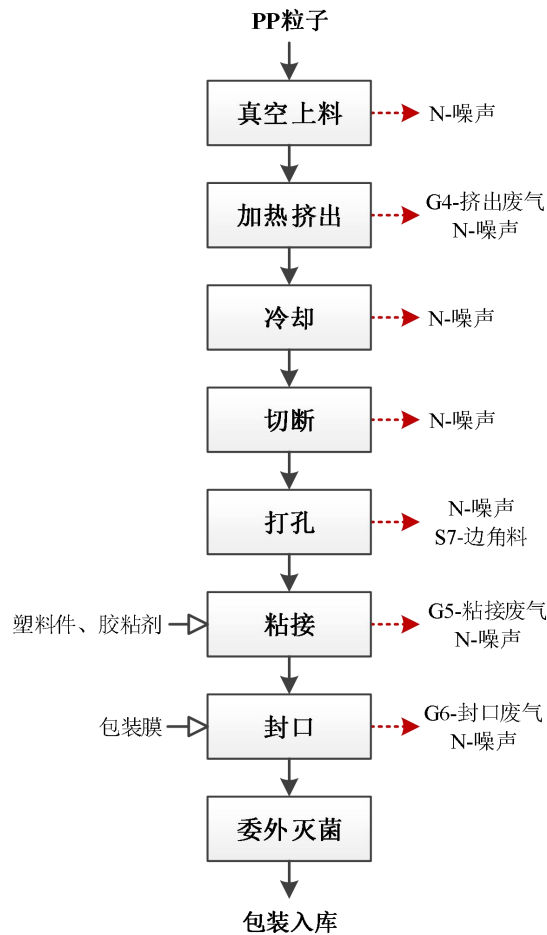 PP粒子
真空上料
N-噪声
加热挤出
G4-挤出废气
N-噪声
冷却
N-噪声
切断
N-噪声
打孔
N-噪声
S7-边角料
塑料件、胶粘剂
粘接
G5-粘接废气
N-噪声
包装膜
封口
G6-封口废气
N-噪声
委外灭菌
包装入库